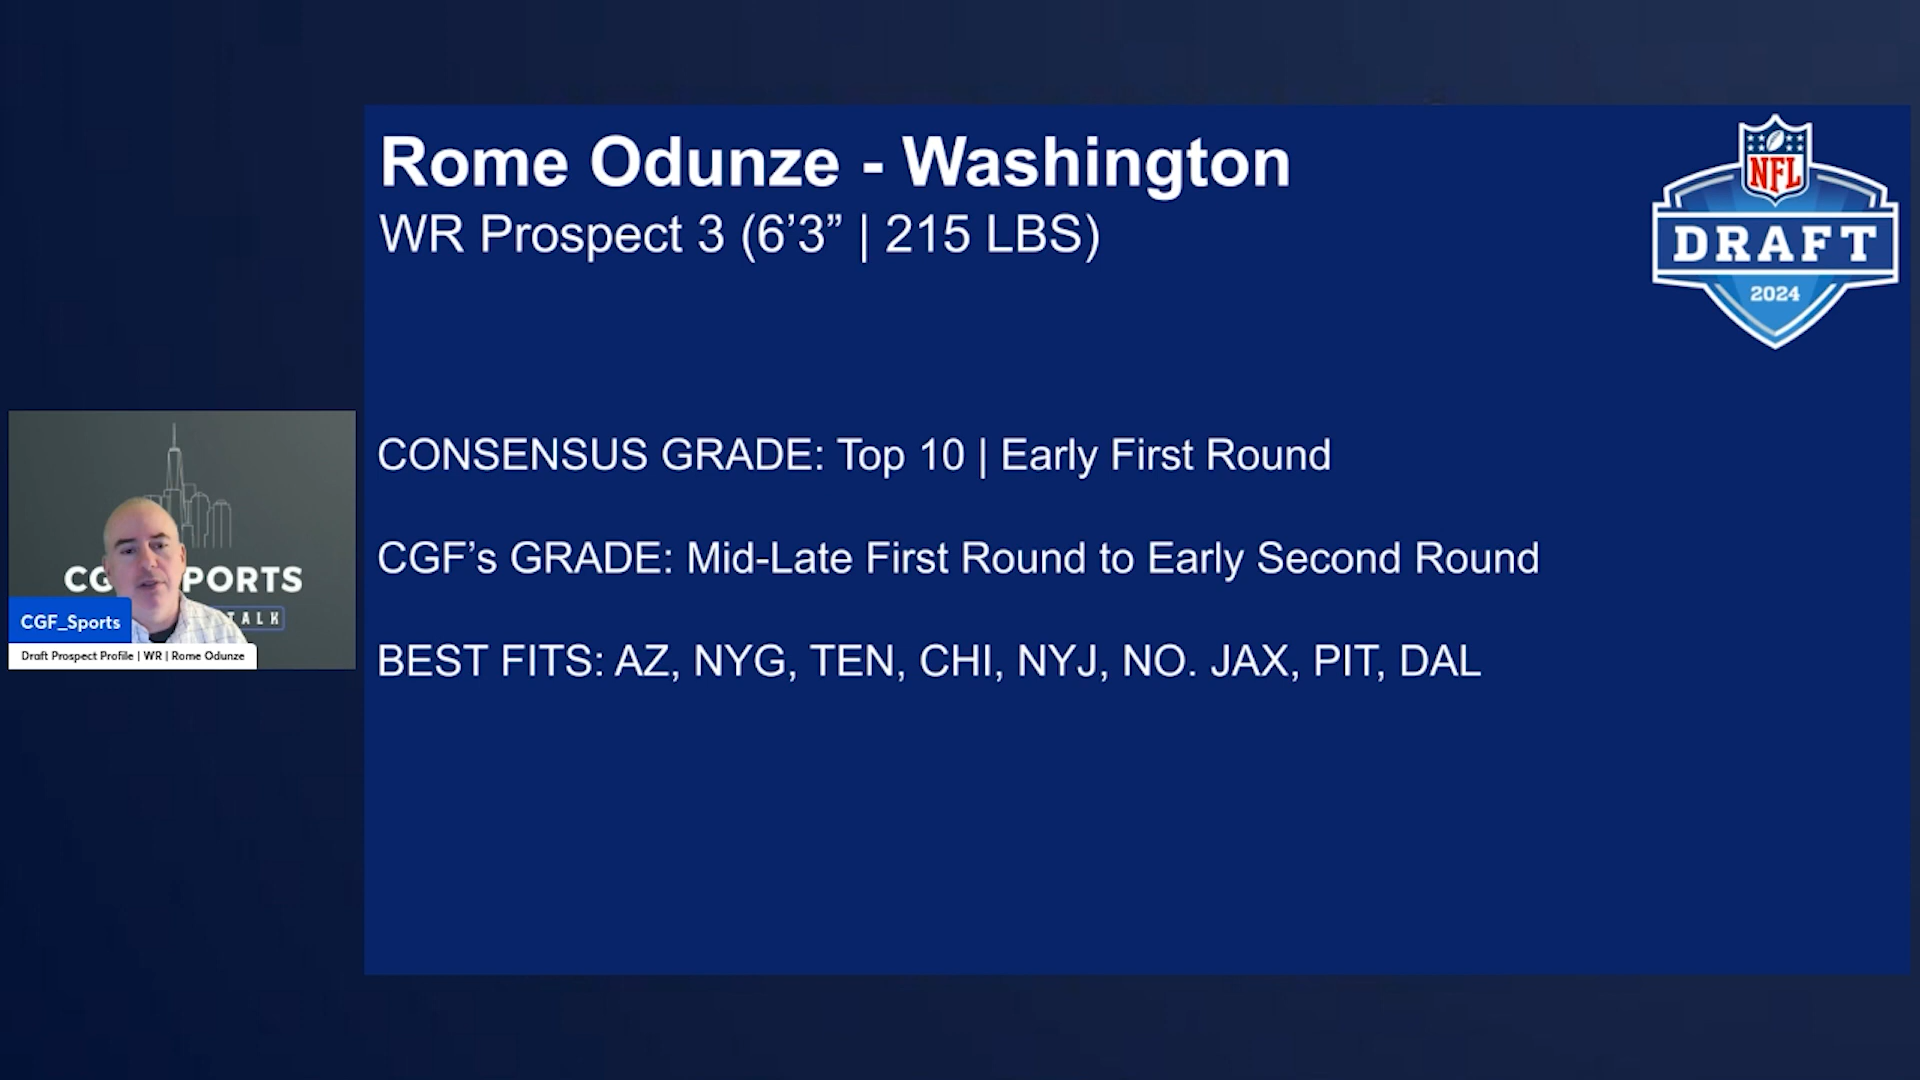 Rome Odunze - Washington
WR Prospect 3 (6’3” | 215 LBS)
NFL
DRAFT
2024
CONSENSUS GRADE: Top 10 | Early First Round
CGF’s GRADE: Mid-Late First Round to Early Second Round
BEST FITS: AZ, NYG, TEN, CHI, NYJ, NO. JAX, PIT, DAL
CG PORTS
TALK
CGF_Sports
Draft Prospect Profile | WR | Rome Odunze